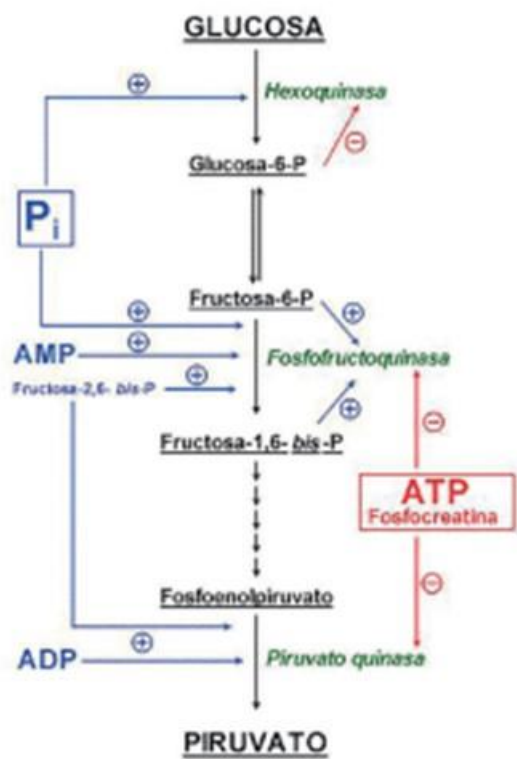 GLUCOSA
Hexoquinasa
Glucosa-6-P
Pi
Fructosa-6-P
AMP
Fosfofructoquinasa
Fructosa-2,6- bis-P
Fructosa-1,6- bis -P
ATP
Fosfocreatina
Fosfoenolpiruvato
ADP
Piruvato quinasa
PIRUVATO